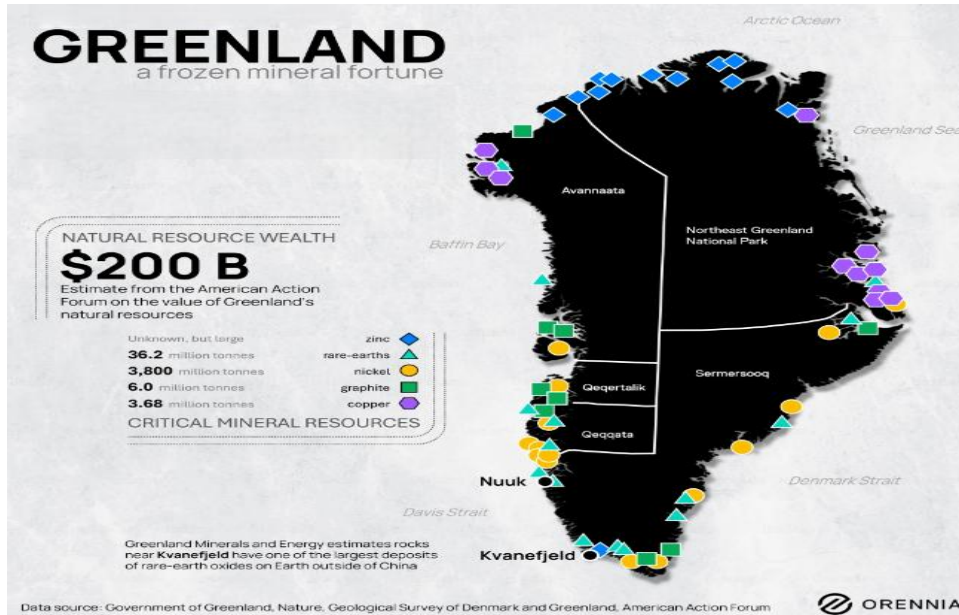 GREENLAND
a frozen mineral fortune
Arctic Ocean
Greenland Sea
Avannaata
Northeast Greenland
National Park
Baffin Bay
NATURAL RESOURCE WEALTH
$200 B
Estimate from the American Action
Forum on the value of Greenland's
natural resources
Unknown, but large zinc
36.2 million tonnes rare-earths
3,800 million tonnes nickel
6.0 million tonnes graphite
3.68 million tonnes copper
CRITICAL MINERAL RESOURCES
Qeqertalik
Sermersooq
Qeqqata
Nuuk
Denmark Strait
Davis Strait
Kvanefjeld
Greenland Minerals and Energy estimates rocks
near Kvanefjeld have one of the largest deposits
of rare-earth oxides on Earth outside of China
Data source: Government of Greenland, Nature, Geological Survey of Denmark and Greenland, American Action Forum
ORENNIA